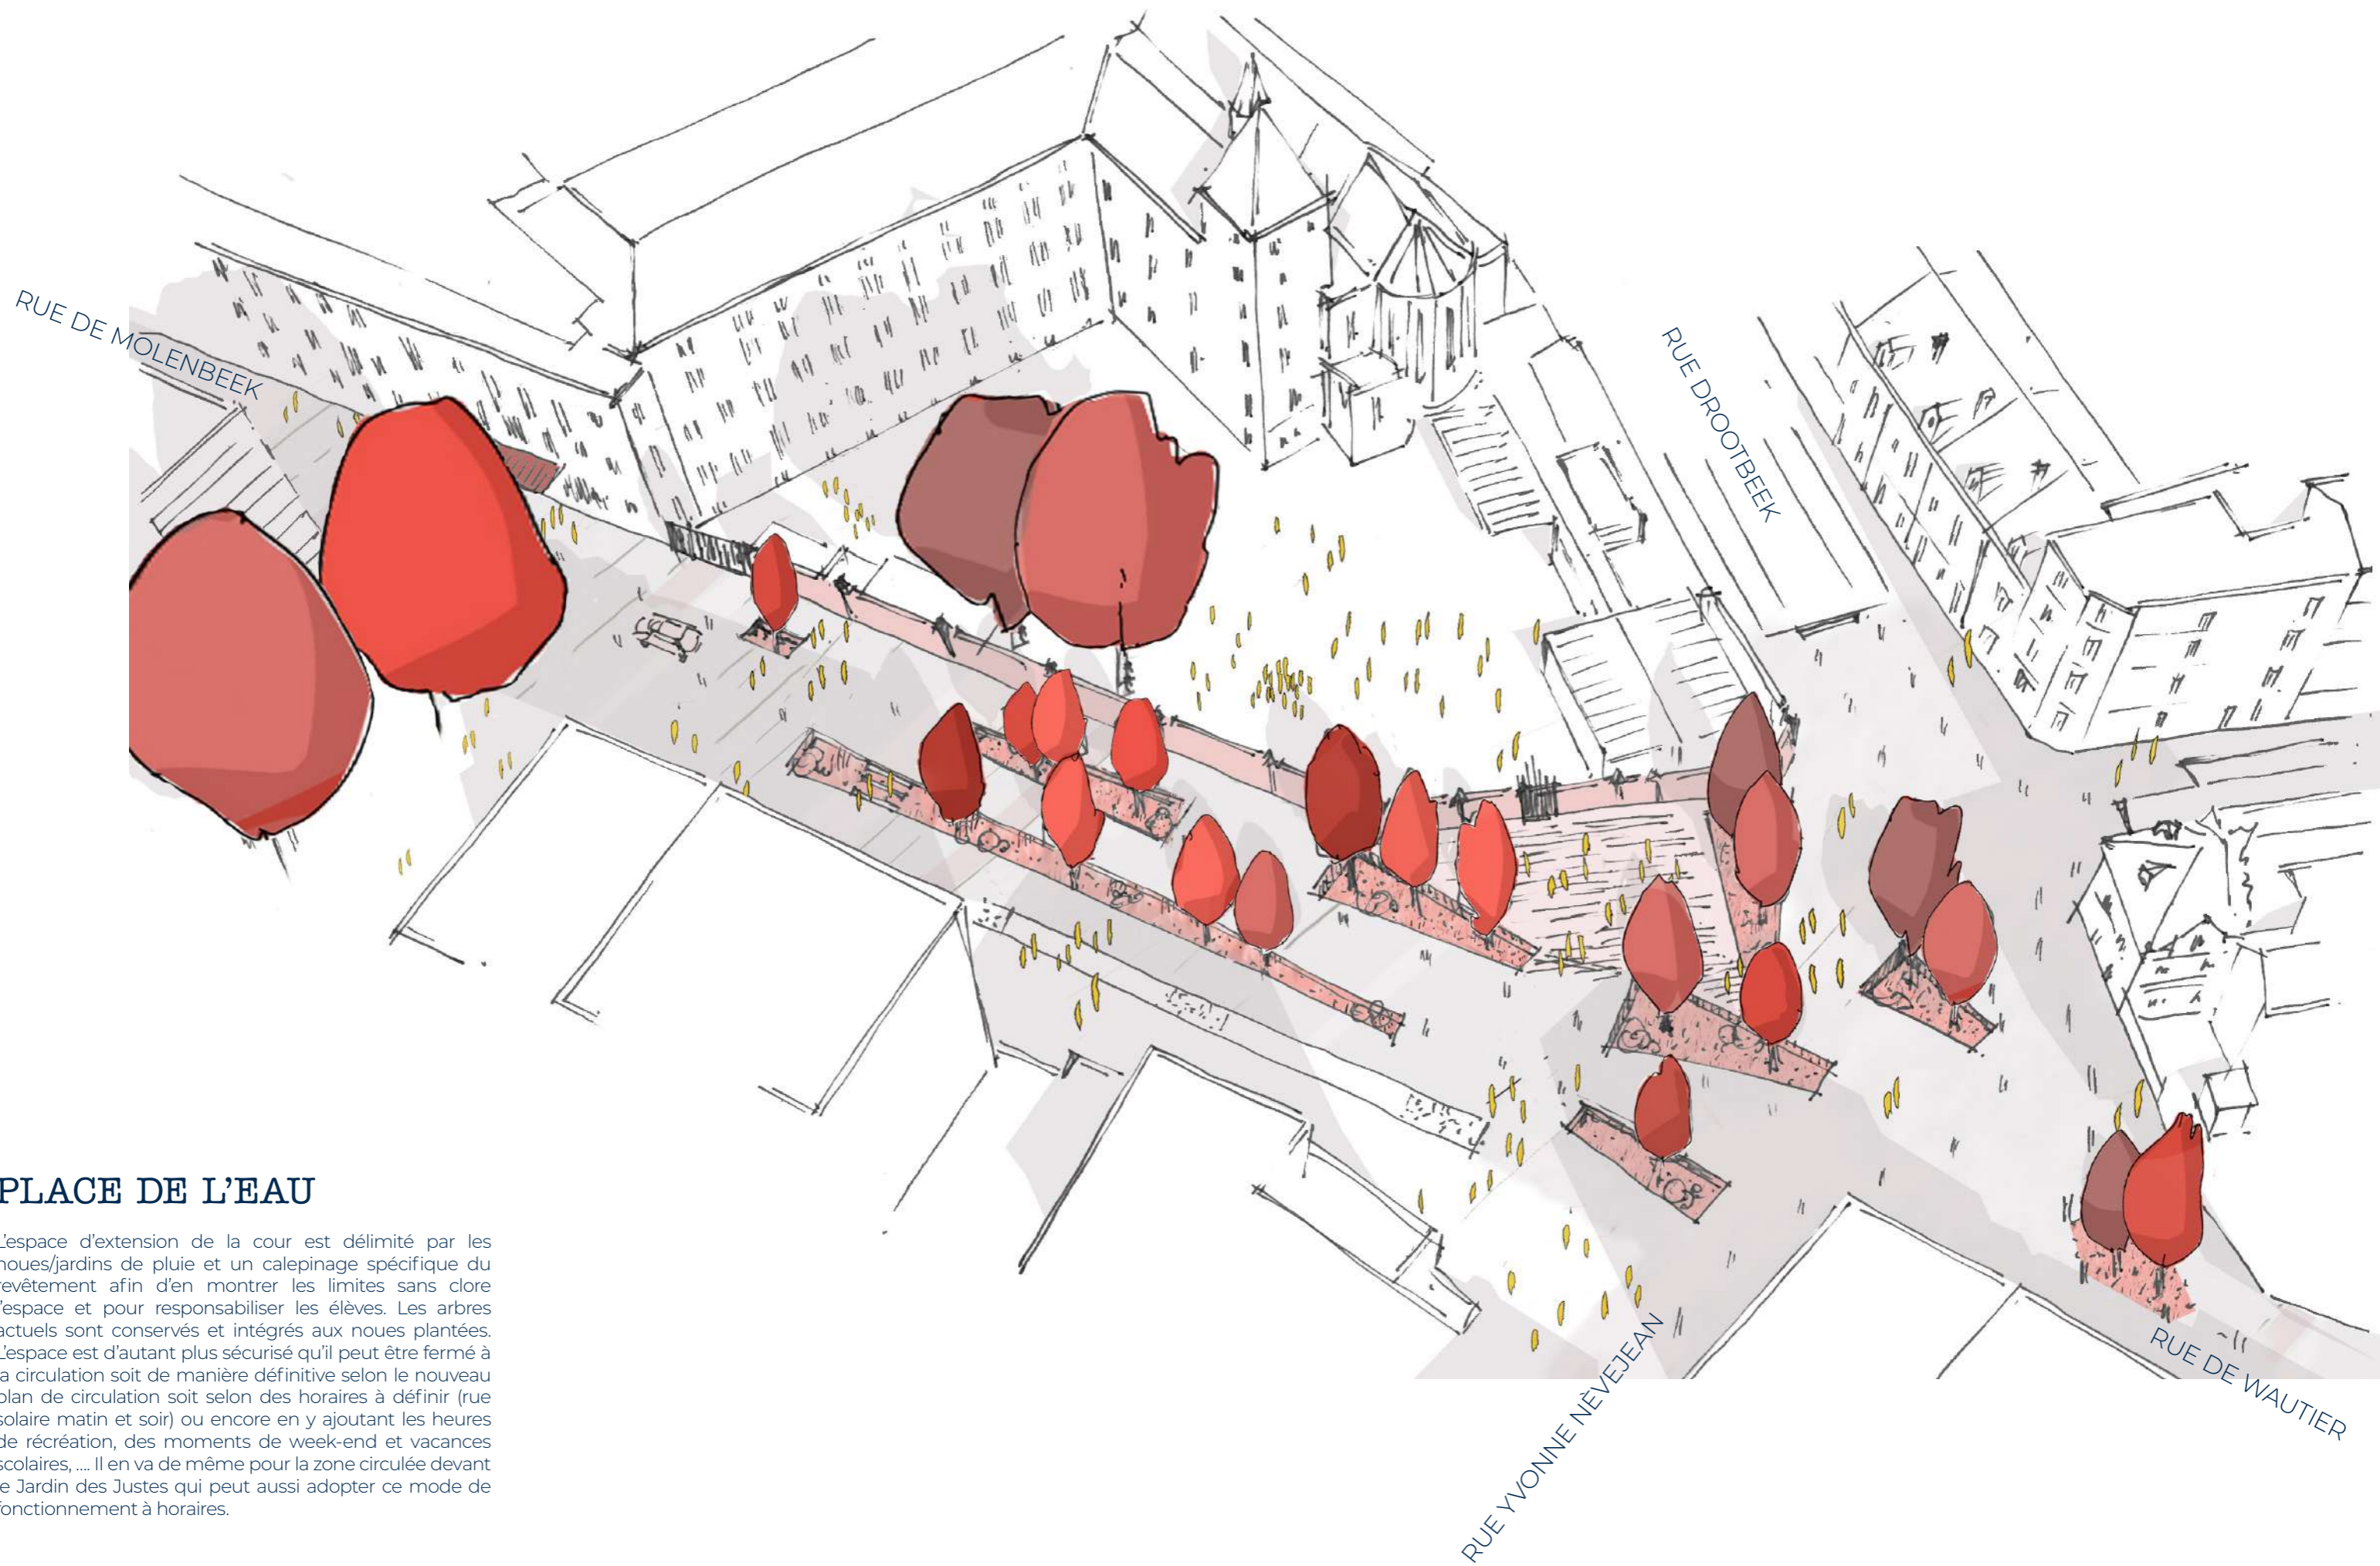 RUE DE MOLENBEEK
RUE DROOTBEEK
PLACE DE L'EAU
L'espace d'extension de la cour est délimité par les
noues/jardins de pluie et un calepinage spécifique du
revêtement afin d'en montrer les limites sans clore
l'espace et pour responsabiliser les élèves. Les arbres
actuels sont conservés et intégrés aux noues plantées.
L'espace est d'autant plus sécurisé qu'il peut être fermé à
la circulation soit de manière définitive selon le nouveau
plan de circulation soit selon des horaires à définir (rue
solaire matin et soir) ou encore en y ajoutant les heures
de récréation, des moments de week-end et vacances
scolaires, .... Il en va de même pour la zone circulée devant
le Jardin des Justes qui peut aussi adopter ce mode de
fonctionnement à horaires.
RUE YVONNE NÈVEJEAN
RUE DE WAUTIER